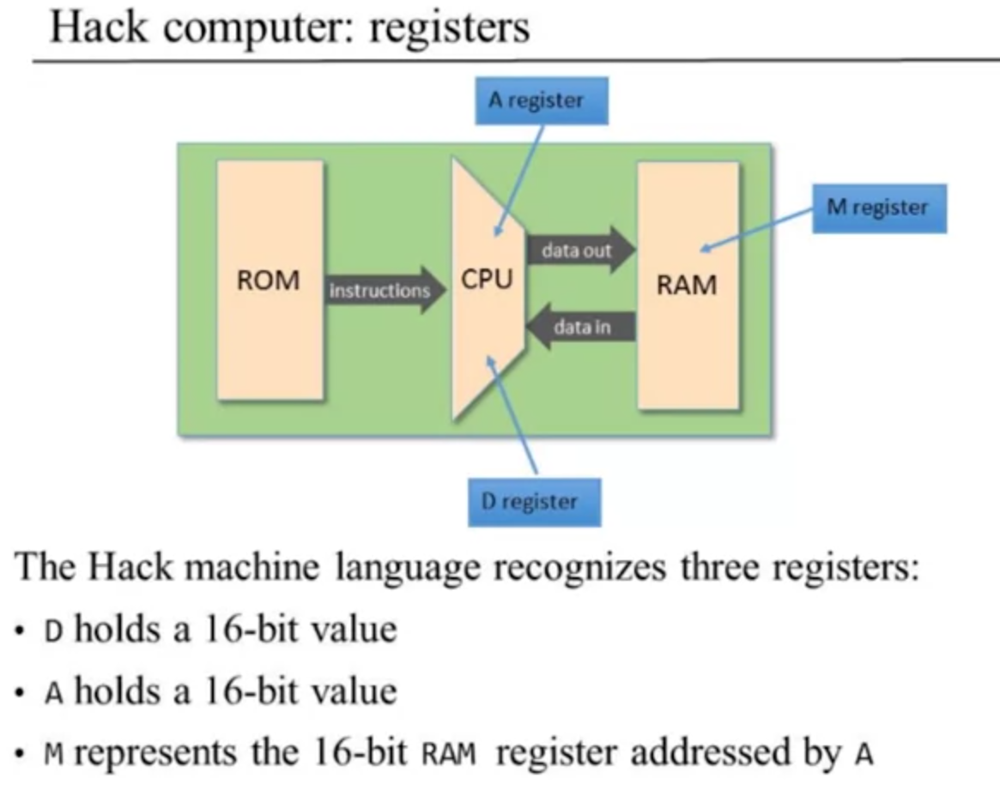 Hack computer: registers
A register
M register
data out
ROM
CPU
RAM
instructions
data in
D register
The Hack machine language recognizes three registers:
• D holds a 16-bit value
• A holds a 16-bit value
• M represents the 16-bit RAM register addressed by A